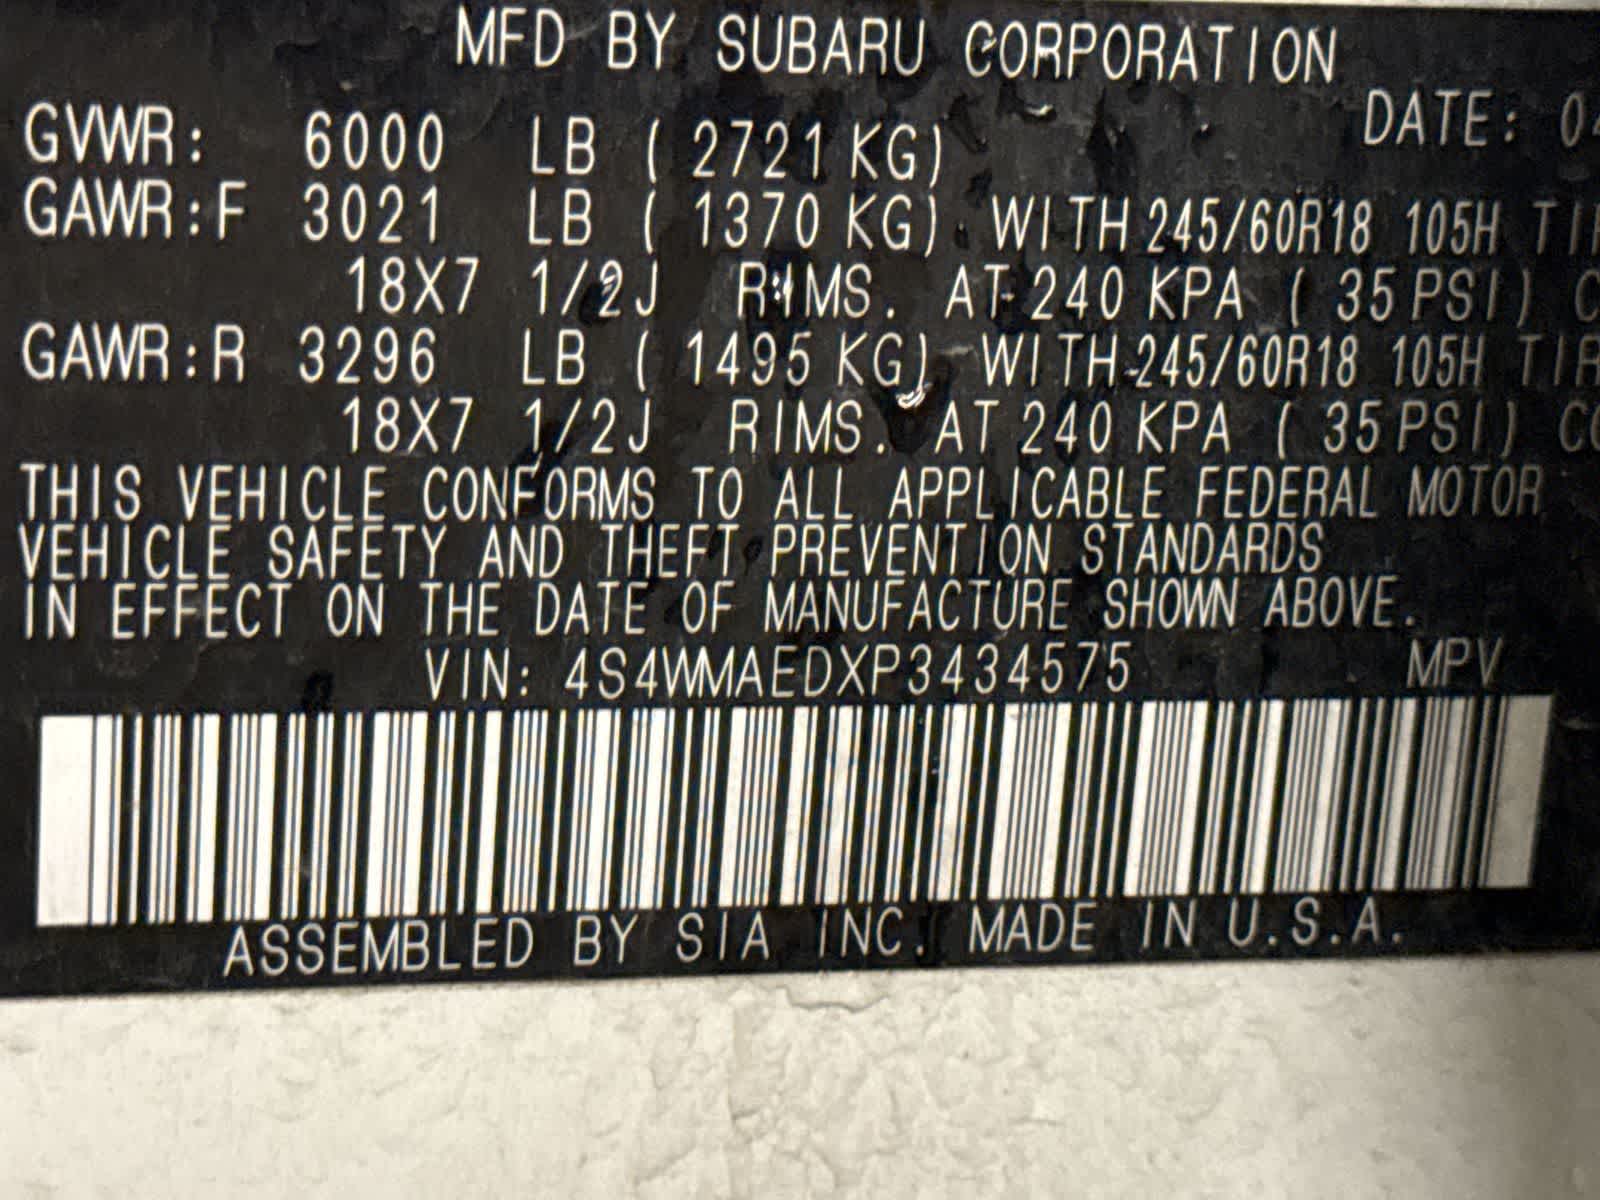 MFD BY SUBARU CORPORATION
DATE: 0
GVWR: 6000 LB ( 2721 KG)
GAWR:F 3021 LB ( 1370 KG) WITH 245/60R18 105H
18X7 1/2J RIMS. AT 240 KPA ( 35 PSI)
GAWR:R 3296 LB ( 1495 KG) WITH 245/60R18 105H
18X7 1/2J RIMS. AT 240 KPA ( 35 PSI)
THIS VEHICLE CONFORMS TO ALL APPLICABLE FEDERAL MOTOR
VEHICLE SAFETY AND THEFT PREVENTION STANDARDS
IN EFFECT ON THE DATE OF MANUFACTURE SHOWN ABOVE.
VIN: 4S4WMAEDXP3434575 MPV
ASSEMBLED BY SIA INC. MADE IN U.S.A.